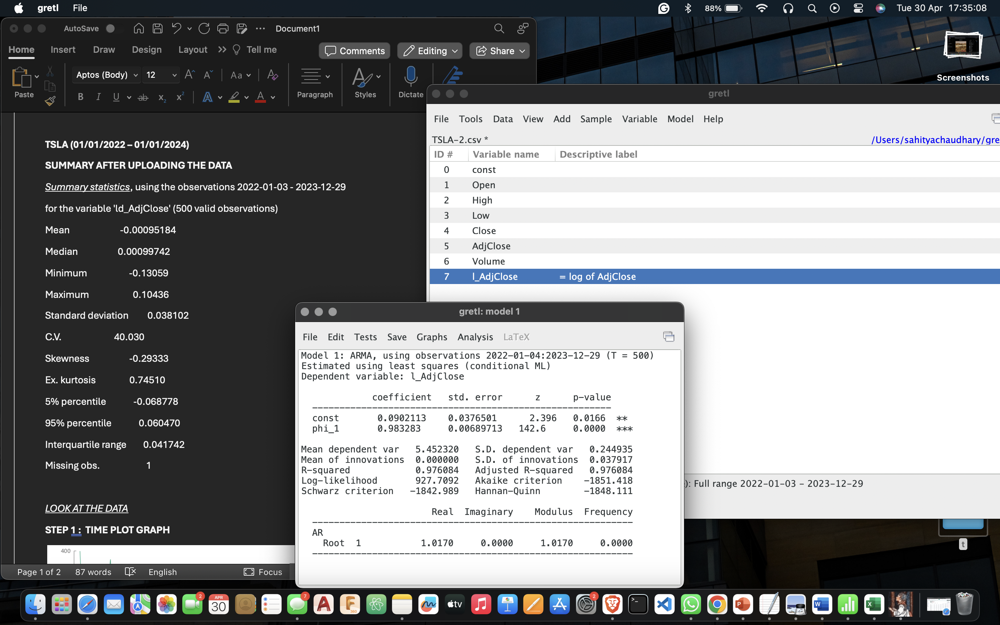 gretl File 88% Tue 30 Apr 17:35:08
AutoSave Document1
Home Insert Draw Design Layout >> Tell me Comments Editing Share
Aptos (Body) 12 Aa
Paste B I U ab x2 x2 A A Paragraph Styles Dictate
Screenshots
TSLA (01/01/2022 – 01/01/2024)
SUMMARY AFTER UPLOADING THE DATA
Summary statistics, using the observations 2022-01-03 - 2023-12-29
for the variable 'ld_AdjClose' (500 valid observations)
Mean -0.00095184
Median 0.00099742
Minimum -0.13059
Maximum 0.10436
Standard deviation 0.038102
C.V. 40.030
Skewness -0.29333
Ex. kurtosis 0.74510
5% percentile -0.068778
95% percentile 0.060470
Interquartile range 0.041742
Missing obs. 1
LOOK AT THE DATA
STEP 1 : TIME PLOT GRAPH
400
Page 1 of 2 87 words English Focus
gretl
File Tools Data View Add Sample Variable Model Help
TSLA-2.csv * /Users/sahityachaudhary/gre
ID # Variable name Descriptive label
0 const
1 Open
2 High
3 Low
4 Close
5 AdjClose
6 Volume
7 l_AdjClose = log of AdjClose
): Full range 2022-01-03 - 2023-12-29
gretl: model 1
File Edit Tests Save Graphs Analysis LaTeX
Model 1: ARMA, using observations 2022-01-04:2023-12-29 (T = 500)
Estimated using least squares (conditional ML)
Dependent variable: l_AdjClose
coefficient std. error z p-value
const 0.0902113 0.0376501 2.396 0.0166 **
phi_1 0.983283 0.00689713 142.6 0.0000 ***
Mean dependent var 5.452320 S.D. dependent var 0.244935
Mean of innovations 0.000000 S.D. of innovations 0.037917
R-squared 0.976084 Adjusted R-squared 0.976084
Log-likelihood 927.7092 Akaike criterion -1851.418
Schwarz criterion -1842.989 Hannan-Quinn -1848.111
Real Imaginary Modulus Frequency
AR
Root 1 1.0170 0.0000 1.0170 0.0000
t
2 APR 30 7 360 tv 2 >_ P W X